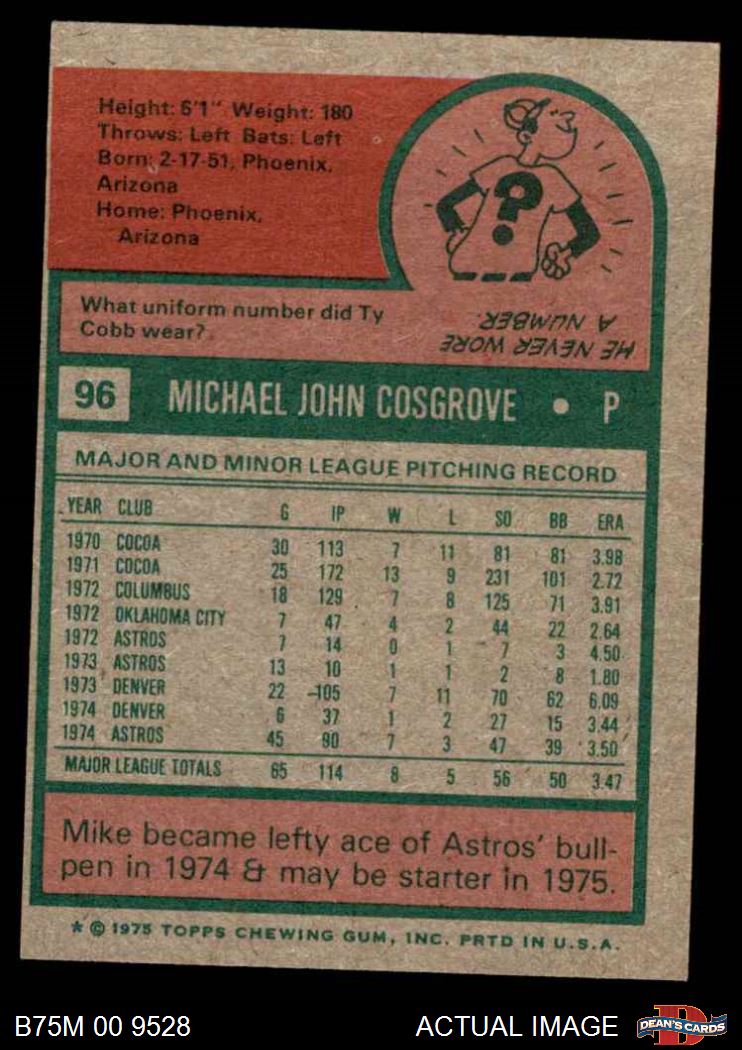 Height: 6'1" Weight: 180
Throws: Left Bats: Left
Born: 2-17-51, Phoenix,
Arizona
Home: Phoenix,
Arizona
?
What uniform number did Ty
Cobb wear?
HE NEVER WORE
A NUMBER.
96 MICHAEL JOHN COSGROVE • P
MAJOR AND MINOR LEAGUE PITCHING RECORD
YEAR CLUB G IP W L SO BB ERA
1970 COCOA 30 113 7 11 81 81 3.98
1971 COCOA 25 172 13 9 231 101 2.72
1972 COLUMBUS 18 129 7 8 125 71 3.91
1972 OKLAHOMA CITY 7 47 4 2 44 22 2.64
1972 ASTROS 7 14 0 1 7 3 4.50
1973 ASTROS 13 10 1 1 2 8 1.80
1973 DENVER 22 105 7 11 70 62 6.09
1974 DENVER 6 37 1 2 27 15 3.44
1974 ASTROS 45 90 7 3 47 39 3.50
MAJOR LEAGUE TOTALS 65 114 8 5 56 50 3.47
Mike became lefty ace of Astros' bull-
pen in 1974 & may be starter in 1975.
* © 1975 TOPPS CHEWING GUM, INC. PRTD IN U.S.A.
B75M 00 9528 ACTUAL IMAGE D DEAN'S CARDS